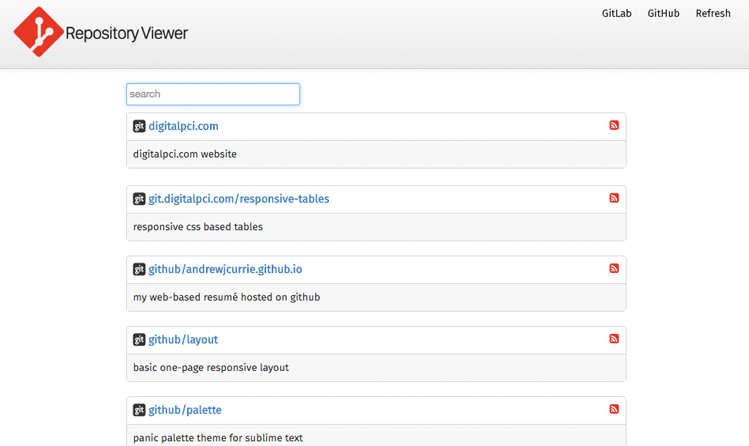 GitLab GitHub Refresh
Repository Viewer
search
git digitalpci.com
digitalpci.com website
git git.digitalpci.com/responsive-tables
responsive css based tables
git github/andrewjcurrie.github.io
my web-based resumé hosted on github
git github/layout
basic one-page responsive layout
git github/palette
panic palette theme for sublime text